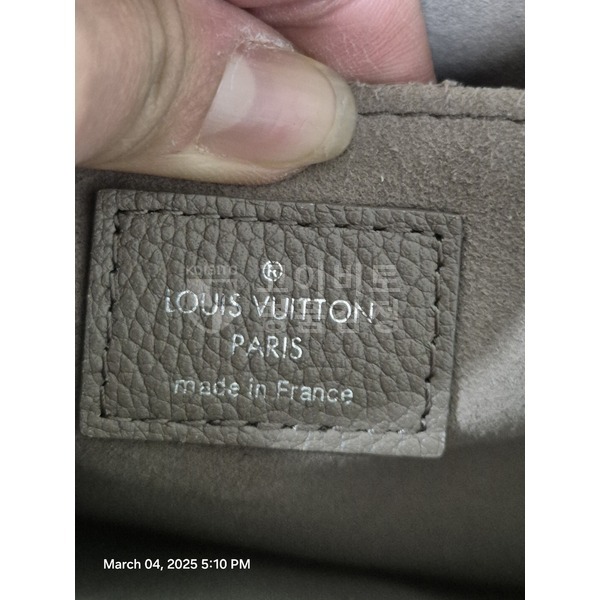 ®
LOUIS VUITTON
PARIS
made in France
March 04, 2025 5:10 PM